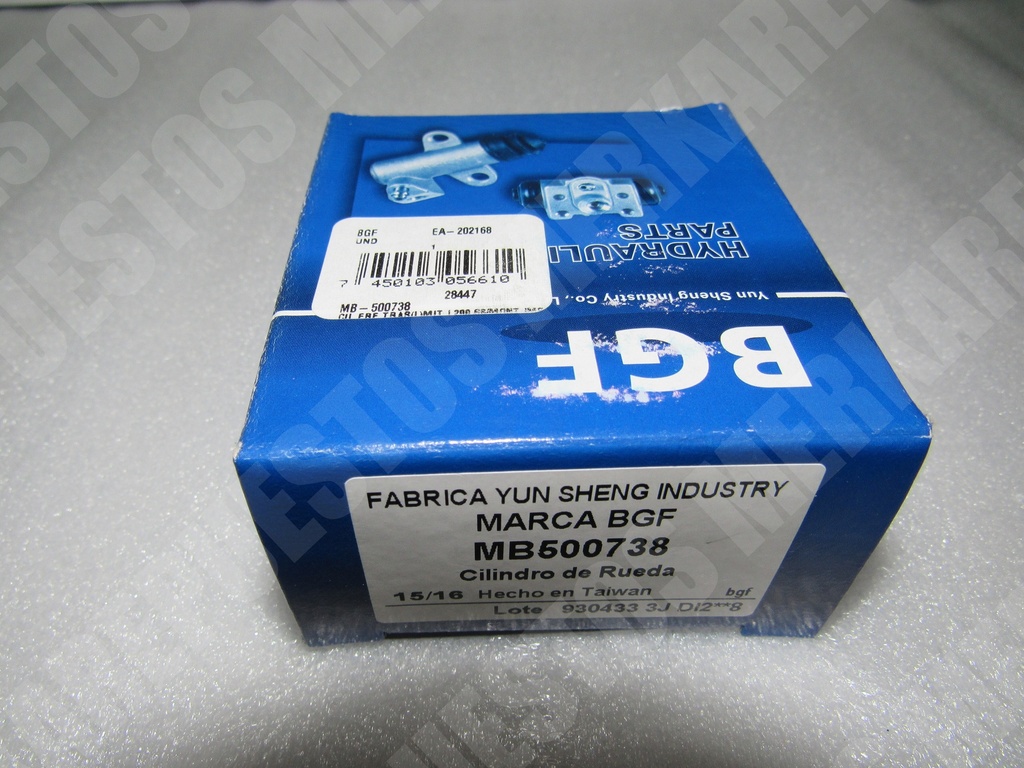 BGF EA-202168
UND 1
7 450103 056610
28447
MB-500738
HYDRAULI
PARTS
Yun Sheng Industry Co., L
BGF
FABRICA YUN SHENG INDUSTRY
MARCA BGF
MB500738
Cilindro de Rueda
15/16 Hecho en Taiwan bgf
Lote 930433 3J DI2**8